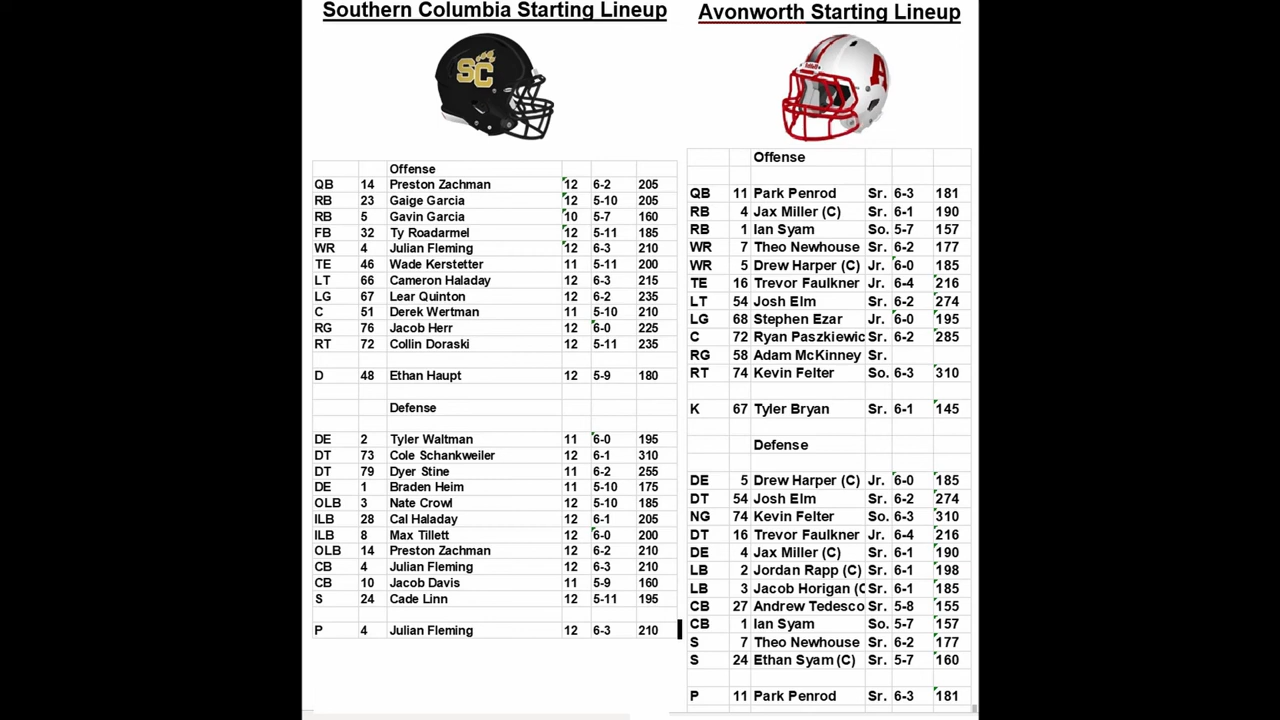 Southern Columbia Starting Lineup
SC
Offense
QB 14 Preston Zachman 12 6-2 205
RB 23 Gaige Garcia 12 5-10 205
RB 5 Gavin Garcia 10 5-7 160
FB 32 Ty Roadarmel 12 5-11 185
WR 4 Julian Fleming 12 6-3 210
TE 46 Wade Kerstetter 11 5-11 200
LT 66 Cameron Haladay 12 6-3 215
LG 67 Lear Quinton 12 6-2 235
C 51 Derek Wertman 11 5-10 210
RG 76 Jacob Herr 12 6-0 225
RT 72 Collin Doraski 12 5-11 235
D 48 Ethan Haupt 12 5-9 180
Defense
DE 2 Tyler Waltman 11 6-0 195
DT 73 Cole Schankweiler 12 6-1 310
DT 79 Dyer Stine 11 6-2 255
DE 1 Braden Heim 11 5-10 175
OLB 3 Nate Crowl 12 5-10 185
ILB 28 Cal Haladay 12 6-1 205
ILB 8 Max Tillett 12 6-0 200
OLB 14 Preston Zachman 12 6-2 210
CB 4 Julian Fleming 12 6-3 210
CB 10 Jacob Davis 11 5-9 160
S 24 Cade Linn 12 5-11 195
P 4 Julian Fleming 12 6-3 210
Avonworth Starting Lineup
A
Offense
QB 11 Park Penrod Sr. 6-3 181
RB 4 Jax Miller (C) Sr. 6-1 190
RB 1 Ian Syam So. 5-7 157
WR 7 Theo Newhouse Sr. 6-2 177
WR 5 Drew Harper (C) Jr. 6-0 185
TE 16 Trevor Faulkner Jr. 6-4 216
LT 54 Josh Elm Sr. 6-2 274
LG 68 Stephen Ezar Jr. 6-0 195
C 72 Ryan Paszkiewic Sr. 6-2 285
RG 58 Adam McKinney Sr.
RT 74 Kevin Felter So. 6-3 310
K 67 Tyler Bryan Sr. 6-1 145
Defense
DE 5 Drew Harper (C) Jr. 6-0 185
DT 54 Josh Elm Sr. 6-2 274
NG 74 Kevin Felter So. 6-3 310
DT 16 Trevor Faulkner Jr. 6-4 216
DE 4 Jax Miller (C) Sr. 6-1 190
LB 2 Jordan Rapp (C) Sr. 6-1 198
LB 3 Jacob Horigan (C Sr. 6-1 185
CB 27 Andrew Tedesco Sr. 5-8 155
CB 1 Ian Syam So. 5-7 157
S 7 Theo Newhouse Sr. 6-2 177
S 24 Ethan Syam (C) Sr. 5-7 160
P 11 Park Penrod Sr. 6-3 181